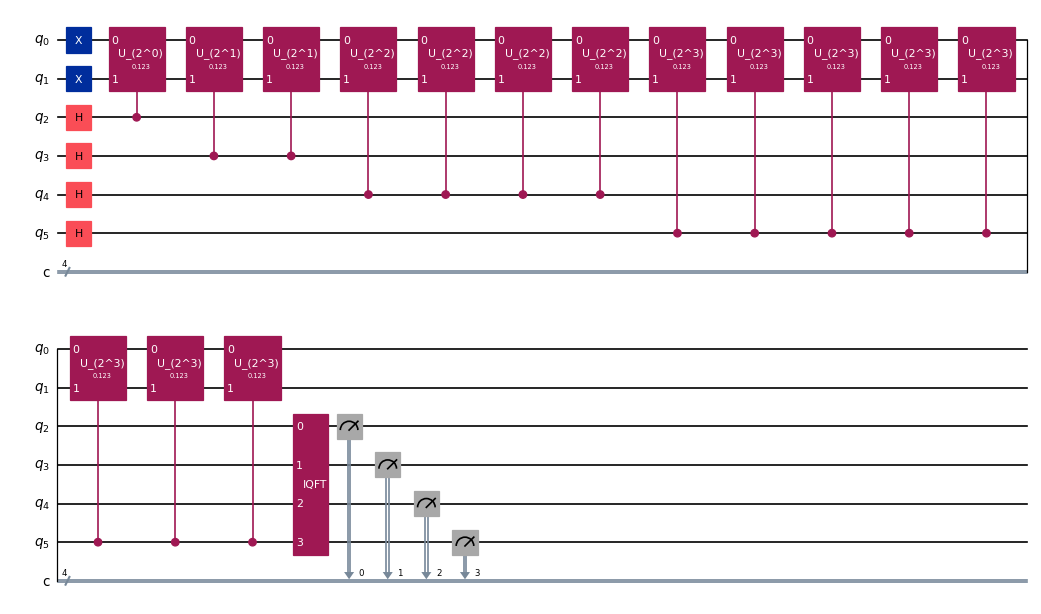 q0 X 0 U_(2^0) 0.123 1 0 U_(2^1) 0.123 1 0 U_(2^1) 0.123 1 0 U_(2^2) 0.123 1 0 U_(2^2) 0.123 1 0 U_(2^2) 0.123 1 0 U_(2^2) 0.123 1 0 U_(2^3) 0.123 1 0 U_(2^3) 0.123 1 0 U_(2^3) 0.123 1 0 U_(2^3) 0.123 1 0 U_(2^3) 0.123 1
q1 X
q2 H
q3 H
q4 H
q5 H
c 4
q0 0 U_(2^3) 0.123 1 0 U_(2^3) 0.123 1 0 U_(2^3) 0.123 1
q1
q2 0
q3 1
IQFT
q4 2
q5 3
c 4 0 1 2 3